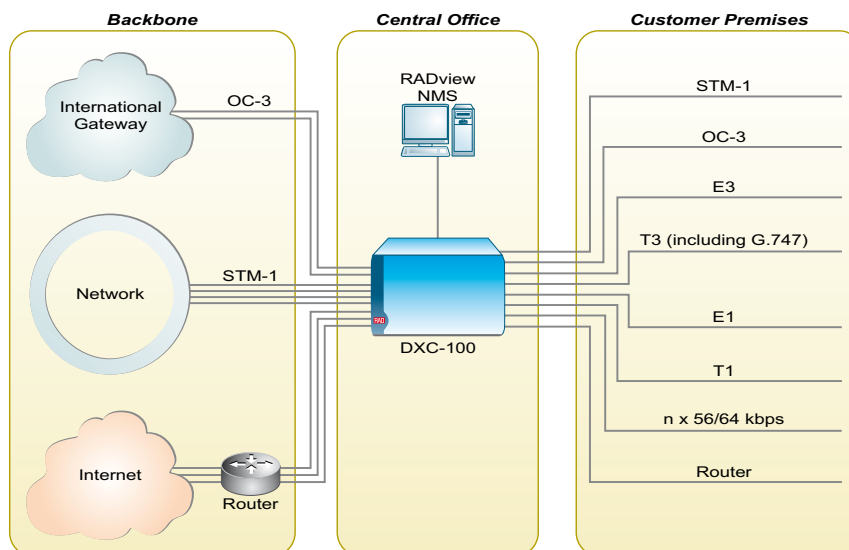 Backbone
Central Office
Customer Premises
International
Gateway
OC-3
Network
STM-1
Internet
Router
RADview
NMS
RAD
DXC-100
STM-1
OC-3
E3
T3 (including G.747)
E1
T1
n x 56/64 kbps
Router